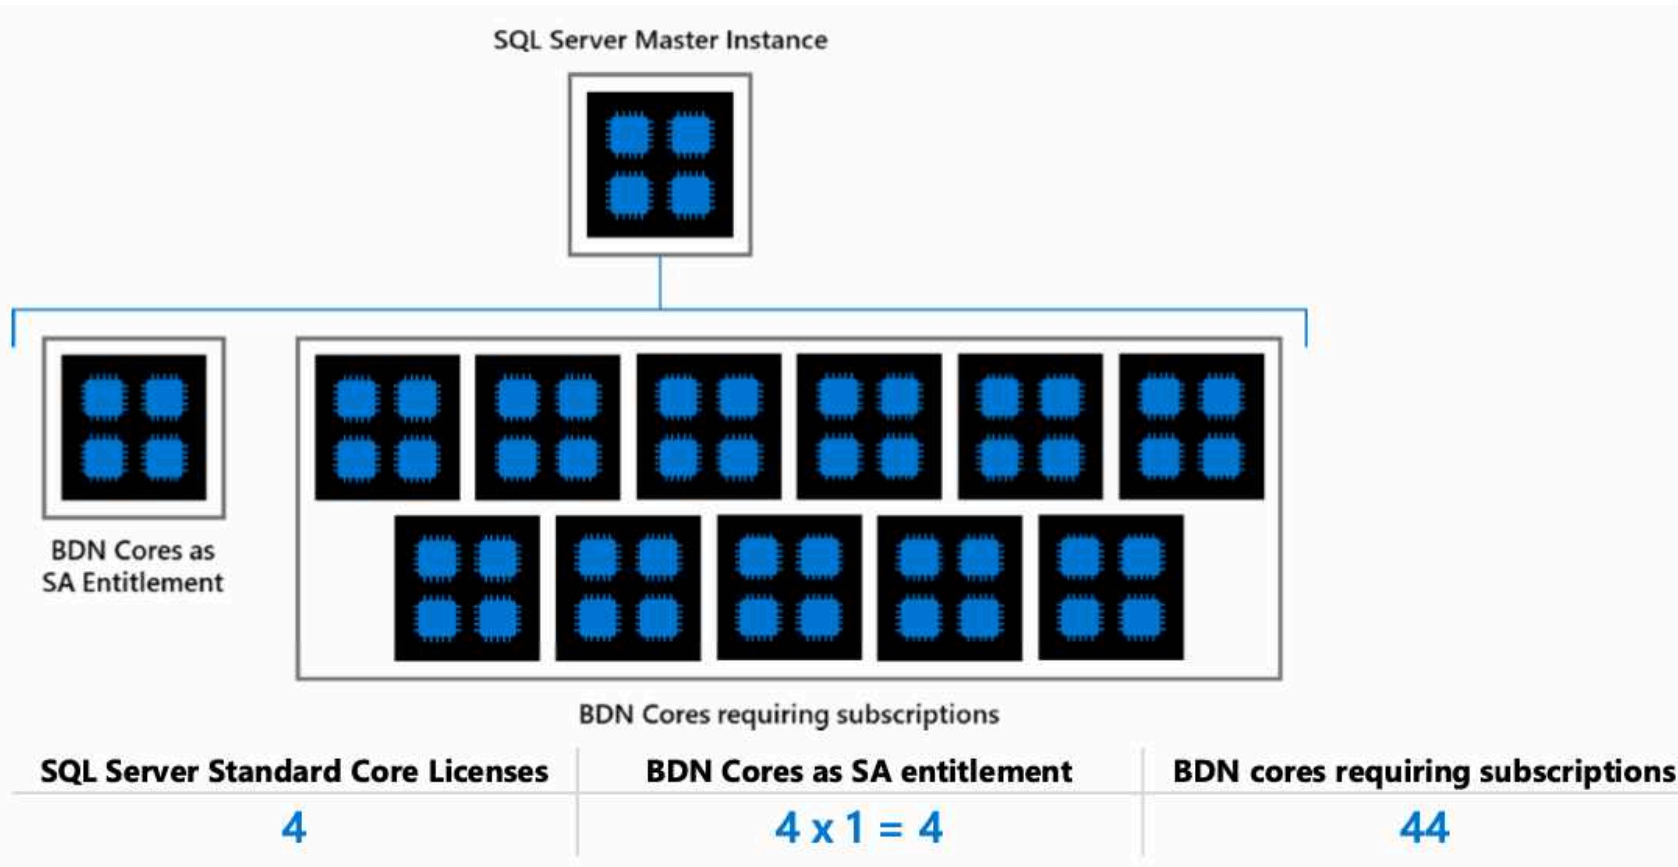 SQL Server Master Instance
BDN Cores as
SA Entitlement
BDN Cores requiring subscriptions
SQL Server Standard Core Licenses
BDN Cores as SA entitlement
BDN cores requiring subscriptions
4
4 x 1 = 4
44